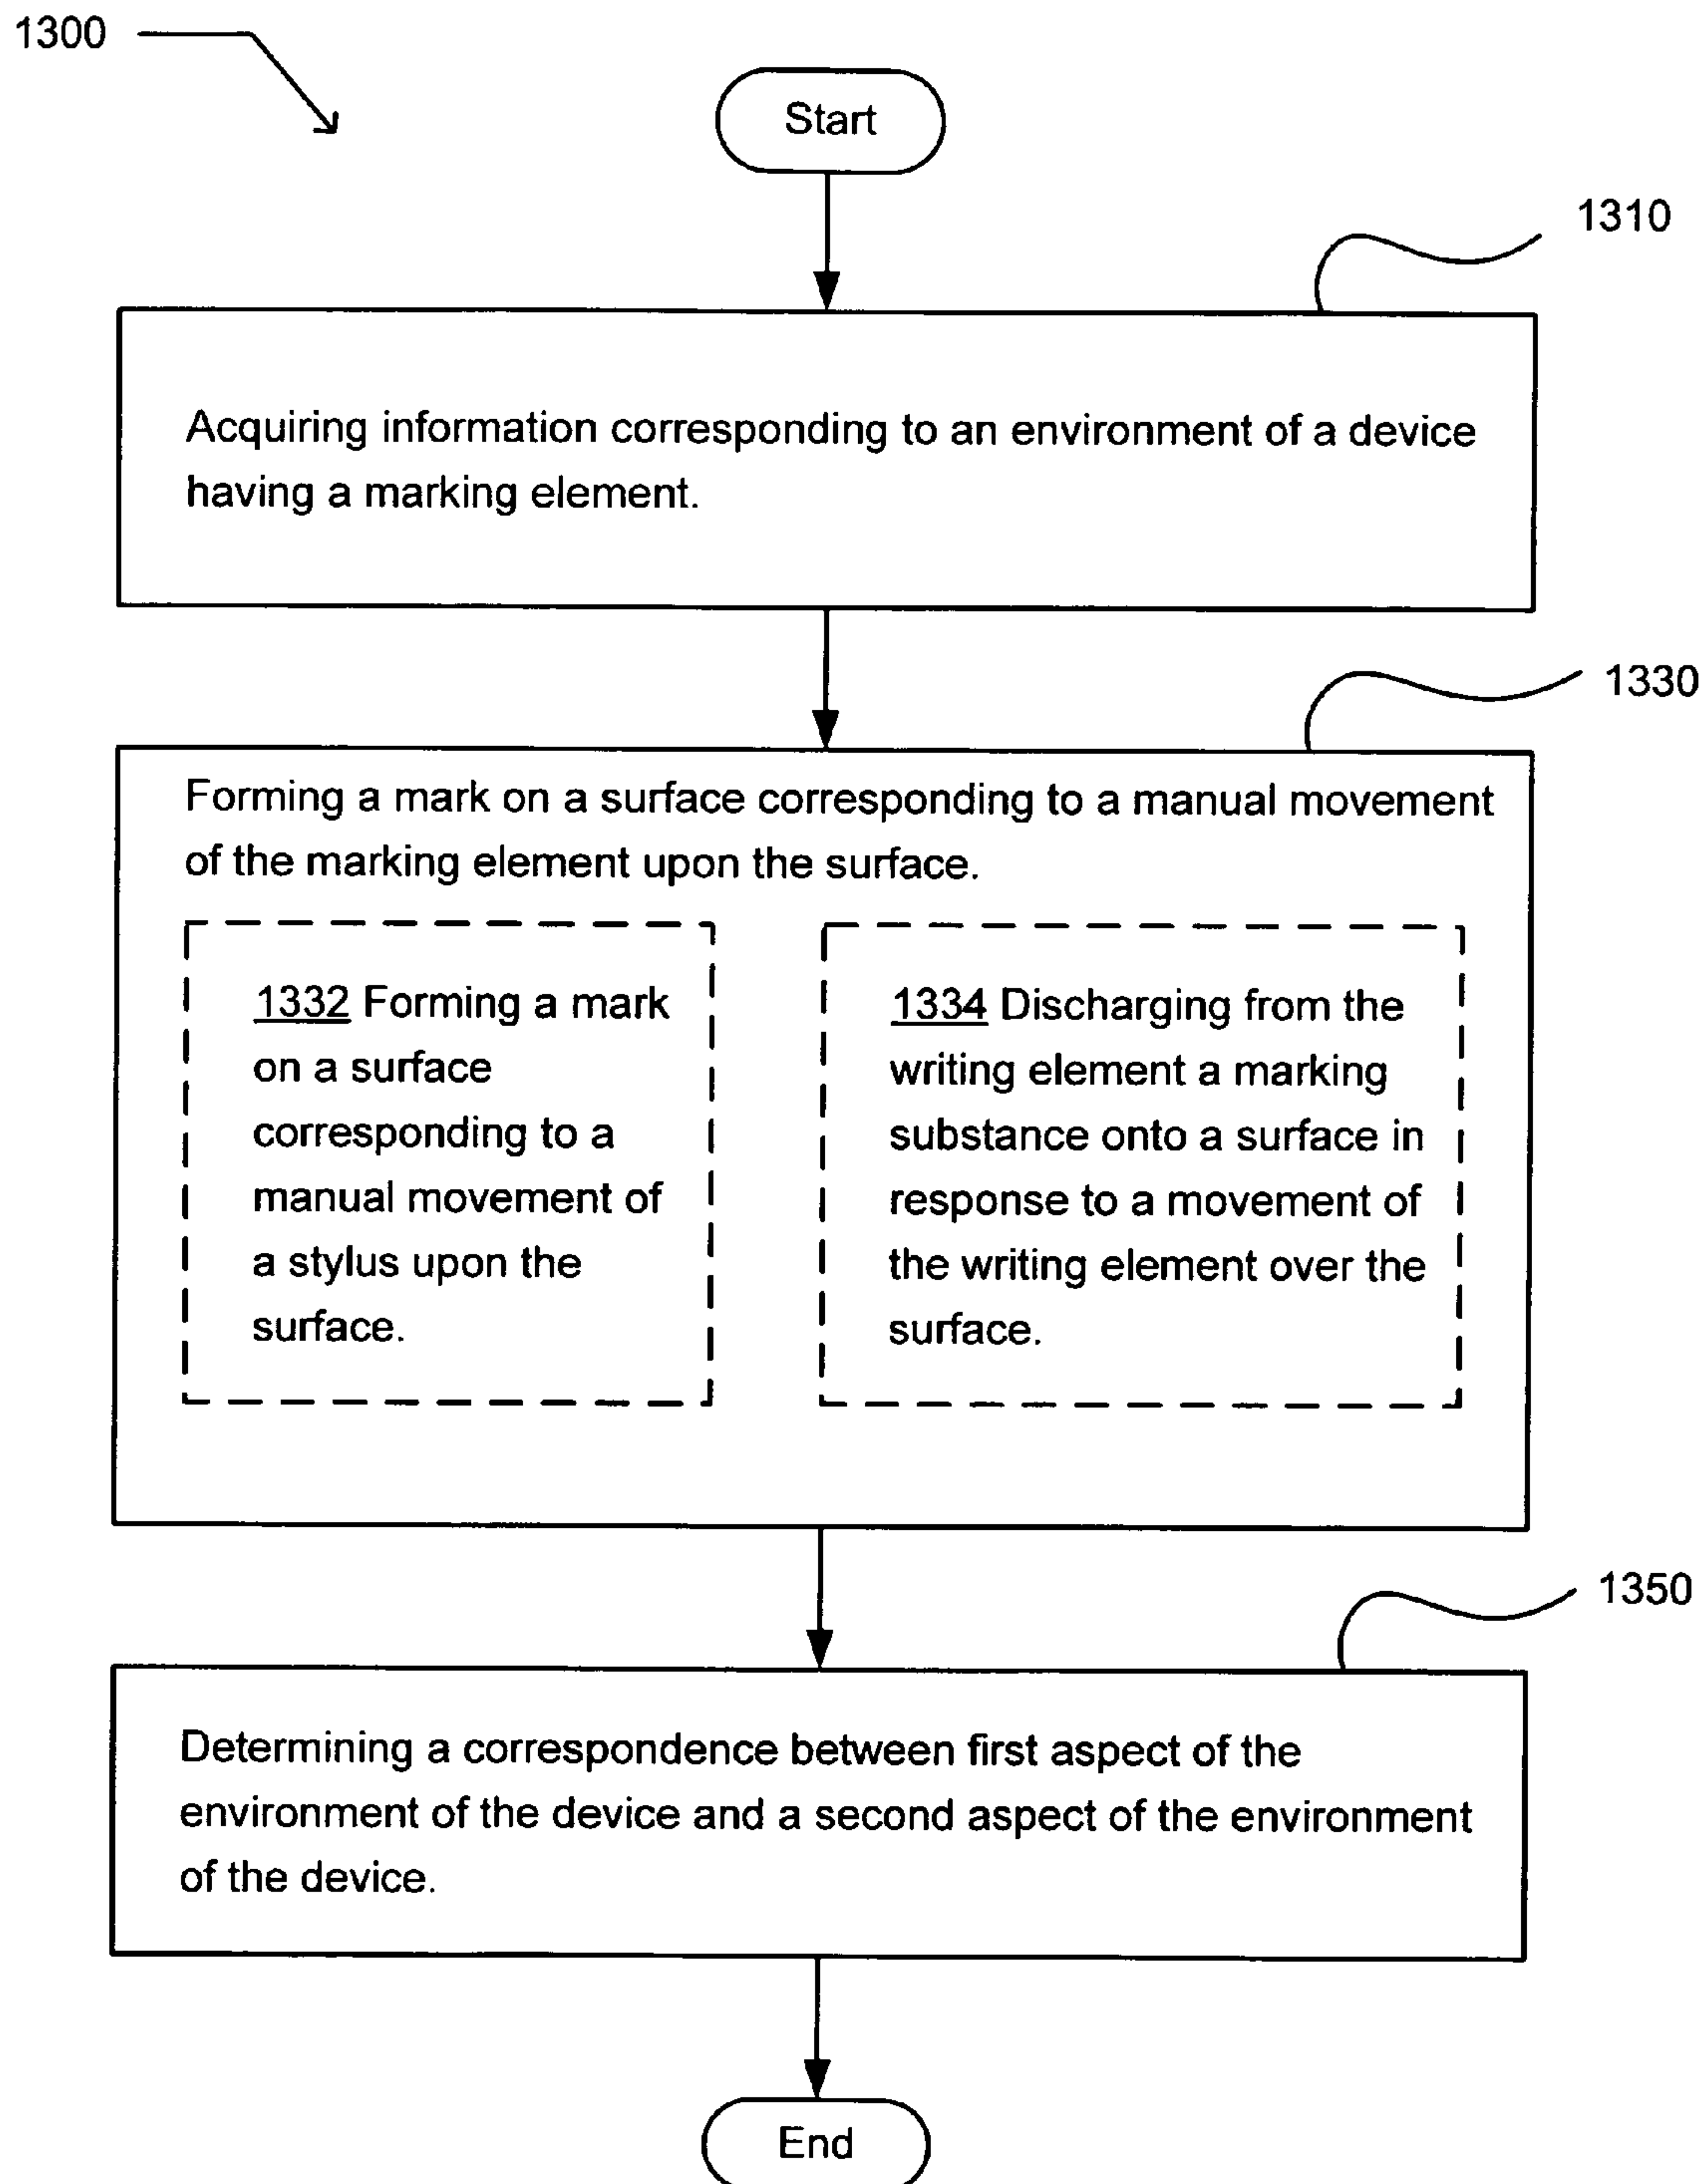 1300
Start
1310
Acquiring information corresponding to an environment of a device
having a marking element.
1330
Forming a mark on a surface corresponding to a manual movement
of the marking element upon the surface.
1332 Forming a mark
on a surface
corresponding to a
manual movement of
a stylus upon the
surface.
1334 Discharging from the
writing element a marking
substance onto a surface in
response to a movement of
the writing element over the
surface.
1350
Determining a correspondence between first aspect of the
environment of the device and a second aspect of the environment
of the device.
End